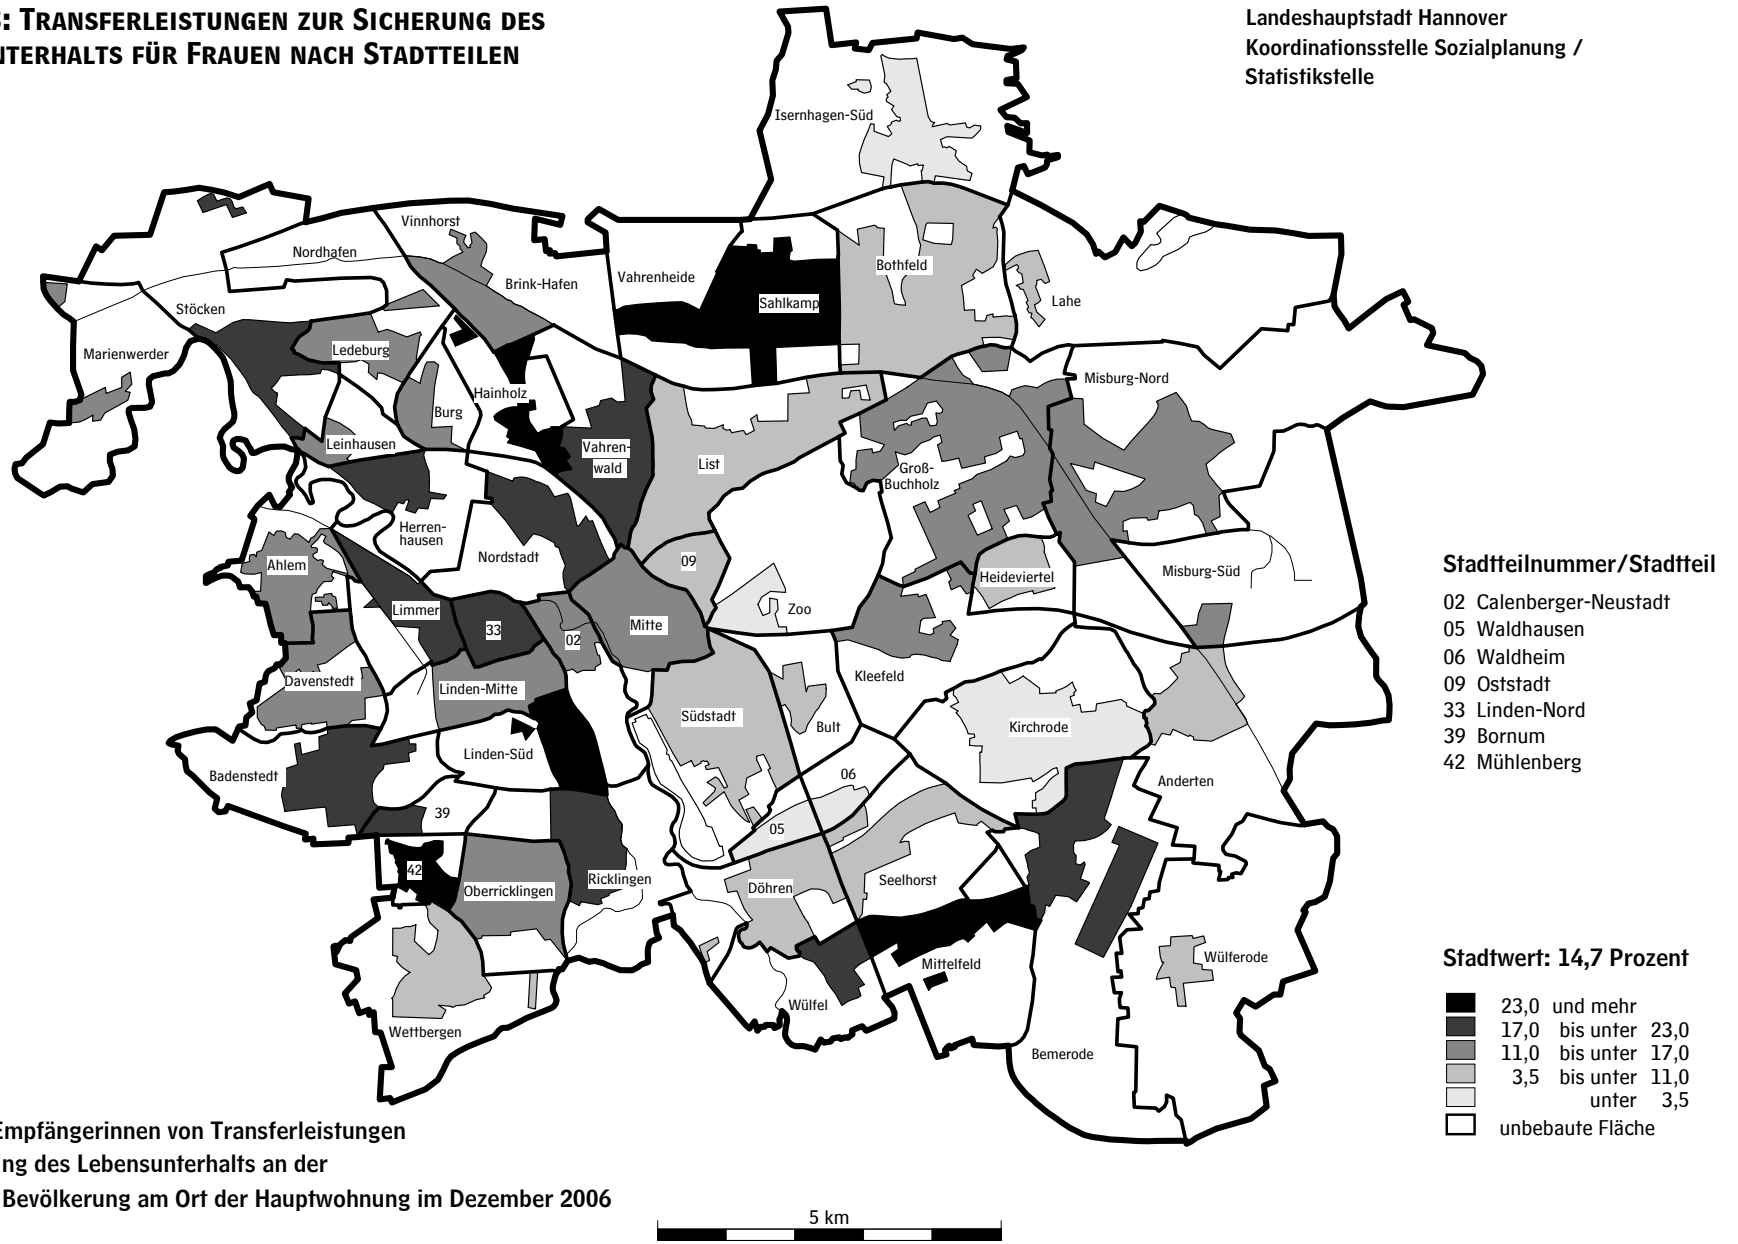 : TRANSFERLEISTUNGEN ZUR SICHERUNG DES
NTERHALTS FÜR FRAUEN NACH STADTTEILEN
Landeshauptstadt Hannover
Koordinationsstelle Sozialplanung /
Statistikstelle
Isernhagen-Süd
Vinnhorst
Nordhafen
Brink-Hafen
Vahrenheide
Bothfeld
Sahlkamp
Lahe
Stöcken
Marienwerder
Ledeburg
Hainholz
Burg
Misburg-Nord
Leinhausen
Vahren-
wald
List
Groß-
Buchholz
Herren-
hausen
Nordstadt
Ahlem
09
Heideviertel
Misburg-Süd
Limmer
33
02
Mitte
Zoo
Davenstedt
Linden-Mitte
Kleefeld
Südstadt
Bult
Kirchrode
Linden-Süd
Badenstedt
06
Anderten
39
05
42
Oberricklingen
Ricklingen
Döhren
Seelhorst
Mittelfeld
Wülferode
Wülfel
Wettbergen
Bemerode
Stadtteilnummer/Stadtteil
02 Calenberger-Neustadt
05 Waldhausen
06 Waldheim
09 Oststadt
33 Linden-Nord
39 Bornum
42 Mühlenberg
Stadtwert: 14,7 Prozent
23,0 und mehr
17,0 bis unter 23,0
11,0 bis unter 17,0
3,5 bis unter 11,0
unter 3,5
unbebaute Fläche
Empfängerinnen von Transferleistungen
ng des Lebensunterhalts an der
Bevölkerung am Ort der Hauptwohnung im Dezember 2006
5 km